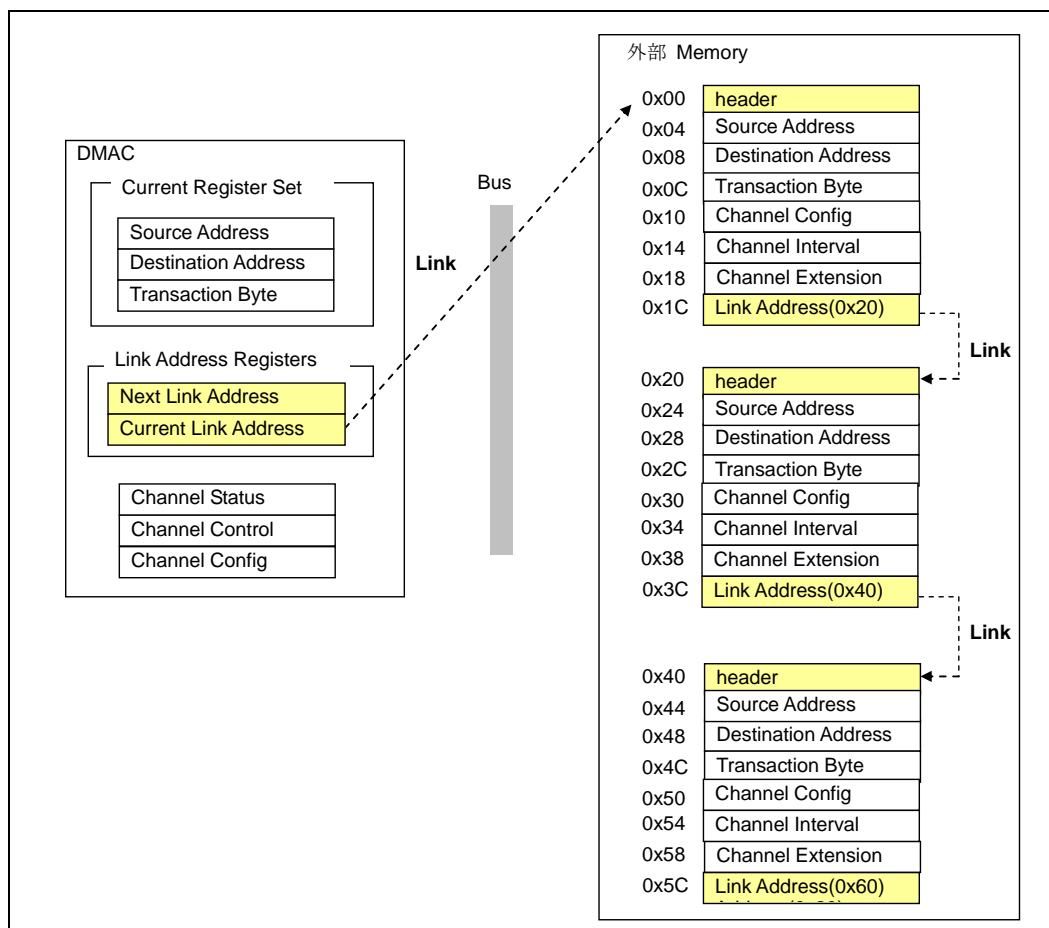 DMAC
Current Register Set
Source Address
Destination Address
Transaction Byte
Link Address Registers
Next Link Address
Current Link Address
Channel Status
Channel Control
Channel Config
Link
Bus
外部 Memory
0x00 header
0x04 Source Address
0x08 Destination Address
0x0C Transaction Byte
0x10 Channel Config
0x14 Channel Interval
0x18 Channel Extension
0x1C Link Address(0x20)
Link
0x20 header
0x24 Source Address
0x28 Destination Address
0x2C Transaction Byte
0x30 Channel Config
0x34 Channel Interval
0x38 Channel Extension
0x3C Link Address(0x40)
Link
0x40 header
0x44 Source Address
0x48 Destination Address
0x4C Transaction Byte
0x50 Channel Config
0x54 Channel Interval
0x58 Channel Extension
0x5C Link Address(0x60)